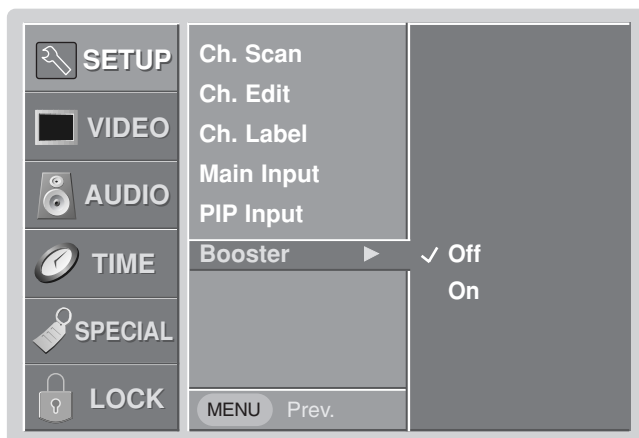 SETUP
VIDEO
AUDIO
TIME
SPECIAL
LOCK
Ch. Scan
Ch. Edit
Ch. Label
Main Input
PIP Input
Booster ►
MENU Prev.
✓ Off
On